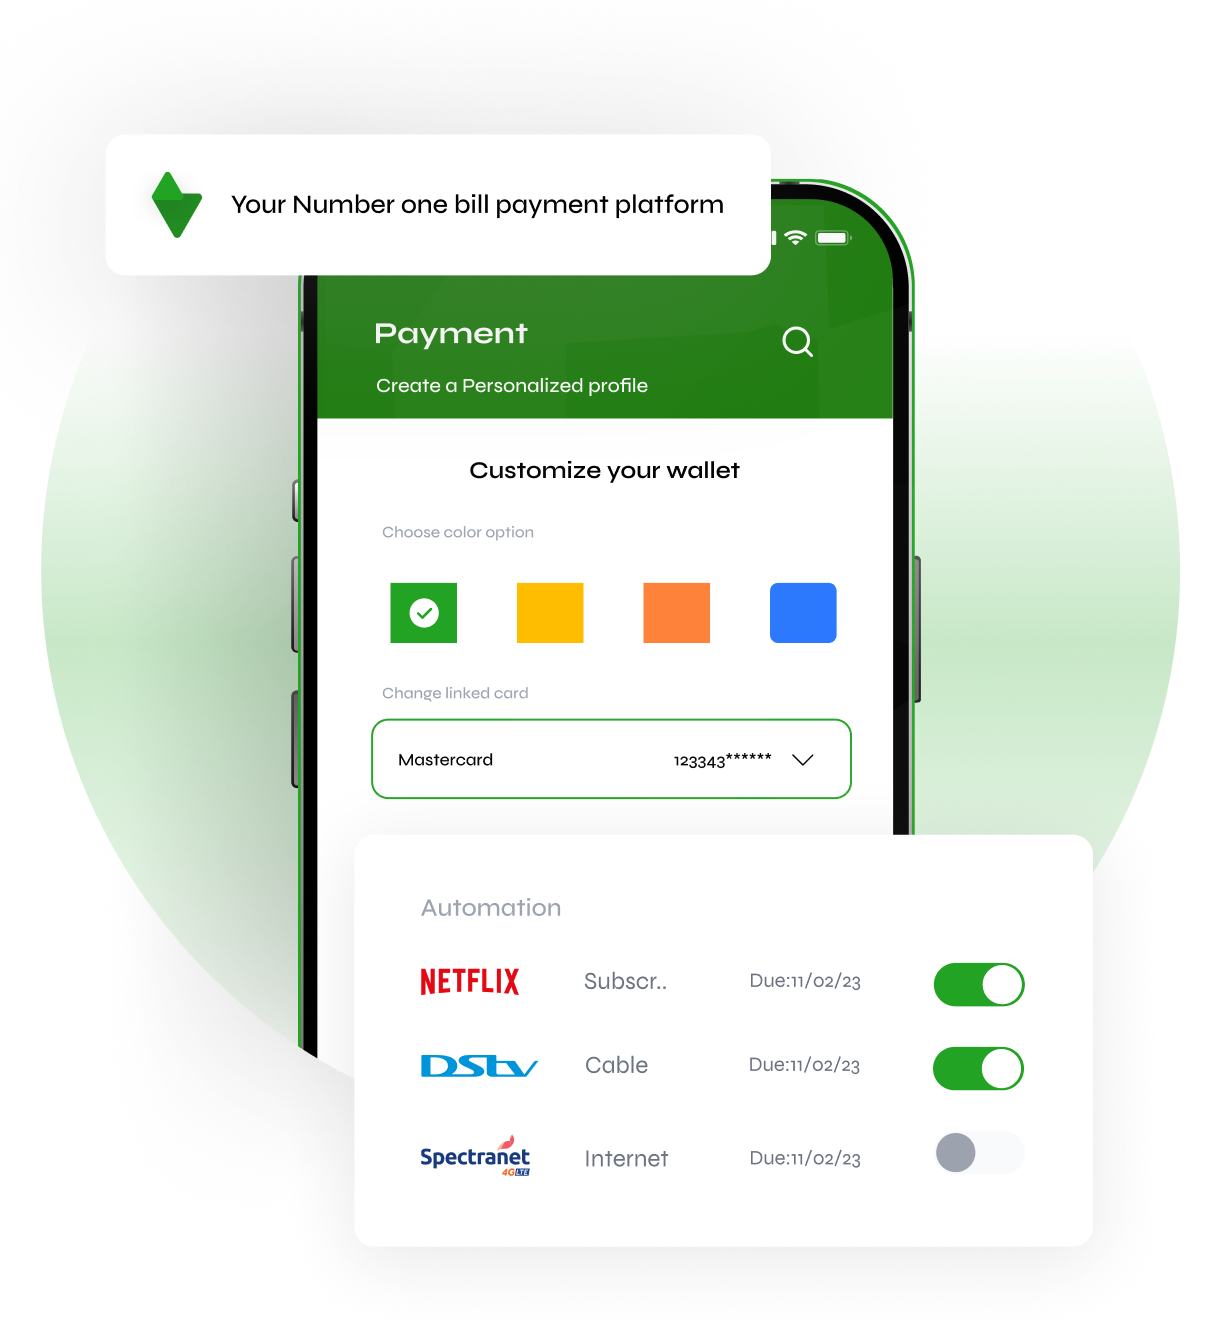 Your Number one bill payment platform
Payment
Create a Personalized profile
Customize your wallet
Choose color option
Change linked card
Mastercard 123343******
Automation
NETFLIX Subscr.. Due:11/02/23
DStv Cable Due:11/02/23
Spectranet Internet Due:11/02/23
4G LTE